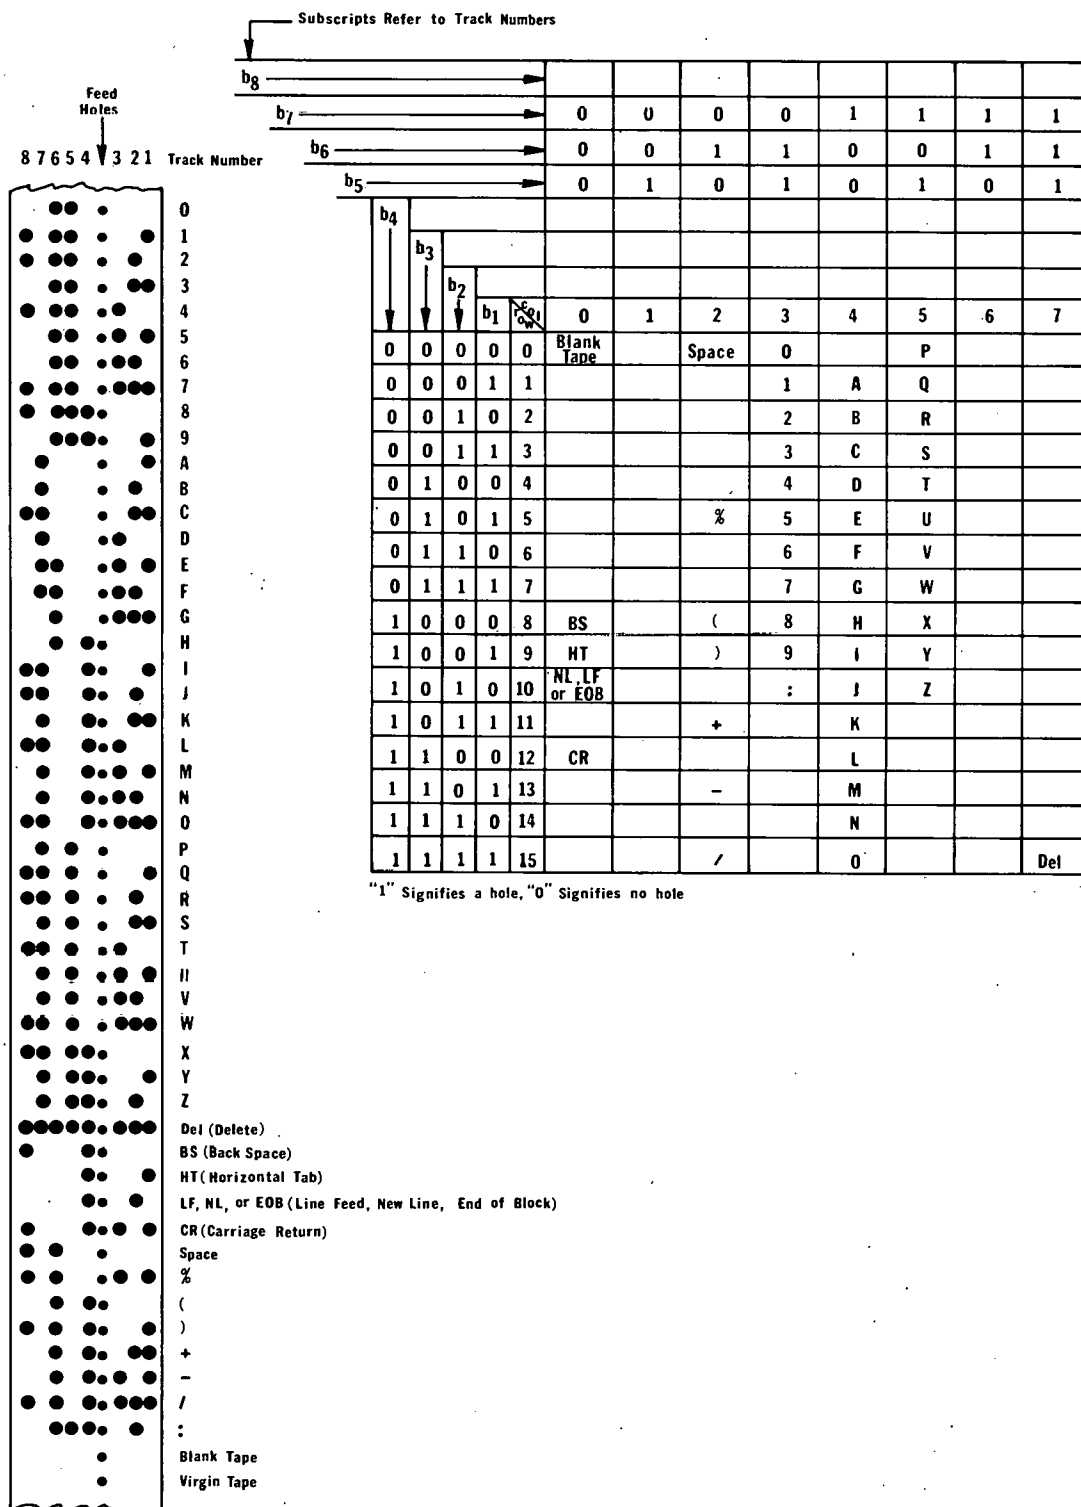 Subscripts Refer to Track Numbers
b8
b7 0 0 0 0 1 1 1 1
b6 0 0 1 1 0 0 1 1
b5 0 1 0 1 0 1 0 1
b4
b3
b2
b1 row col 0 1 2 3 4 5 6 7
0 0 0 0 0 Blank Tape Space 0 P
0 0 0 1 1 1 A Q
0 0 1 0 2 2 B R
0 0 1 1 3 3 C S
0 1 0 0 4 4 D T
0 1 0 1 5 % 5 E U
0 1 1 0 6 6 F V
0 1 1 1 7 7 G W
1 0 0 0 8 BS ( 8 H X
1 0 0 1 9 HT ) 9 I Y
1 0 1 0 10 NL,LF or EOB : J Z
1 0 1 1 11 + K
1 1 0 0 12 CR L
1 1 0 1 13 - M
1 1 1 0 14 N
1 1 1 1 15 / O Del
"1" Signifies a hole, "0" Signifies no hole
Feed
Holes
8 7 6 5 4 3 2 1 Track Number
0
1
2
3
4
5
6
7
8
9
A
B
C
D
E
F
G
H
I
J
K
L
M
N
O
P
Q
R
S
T
U
V
W
X
Y
Z
Del (Delete)
BS (Back Space)
HT (Horizontal Tab)
LF, NL, or EOB (Line Feed, New Line, End of Block)
CR (Carriage Return)
Space
%
(
)
+
-
/
:
Blank Tape
Virgin Tape